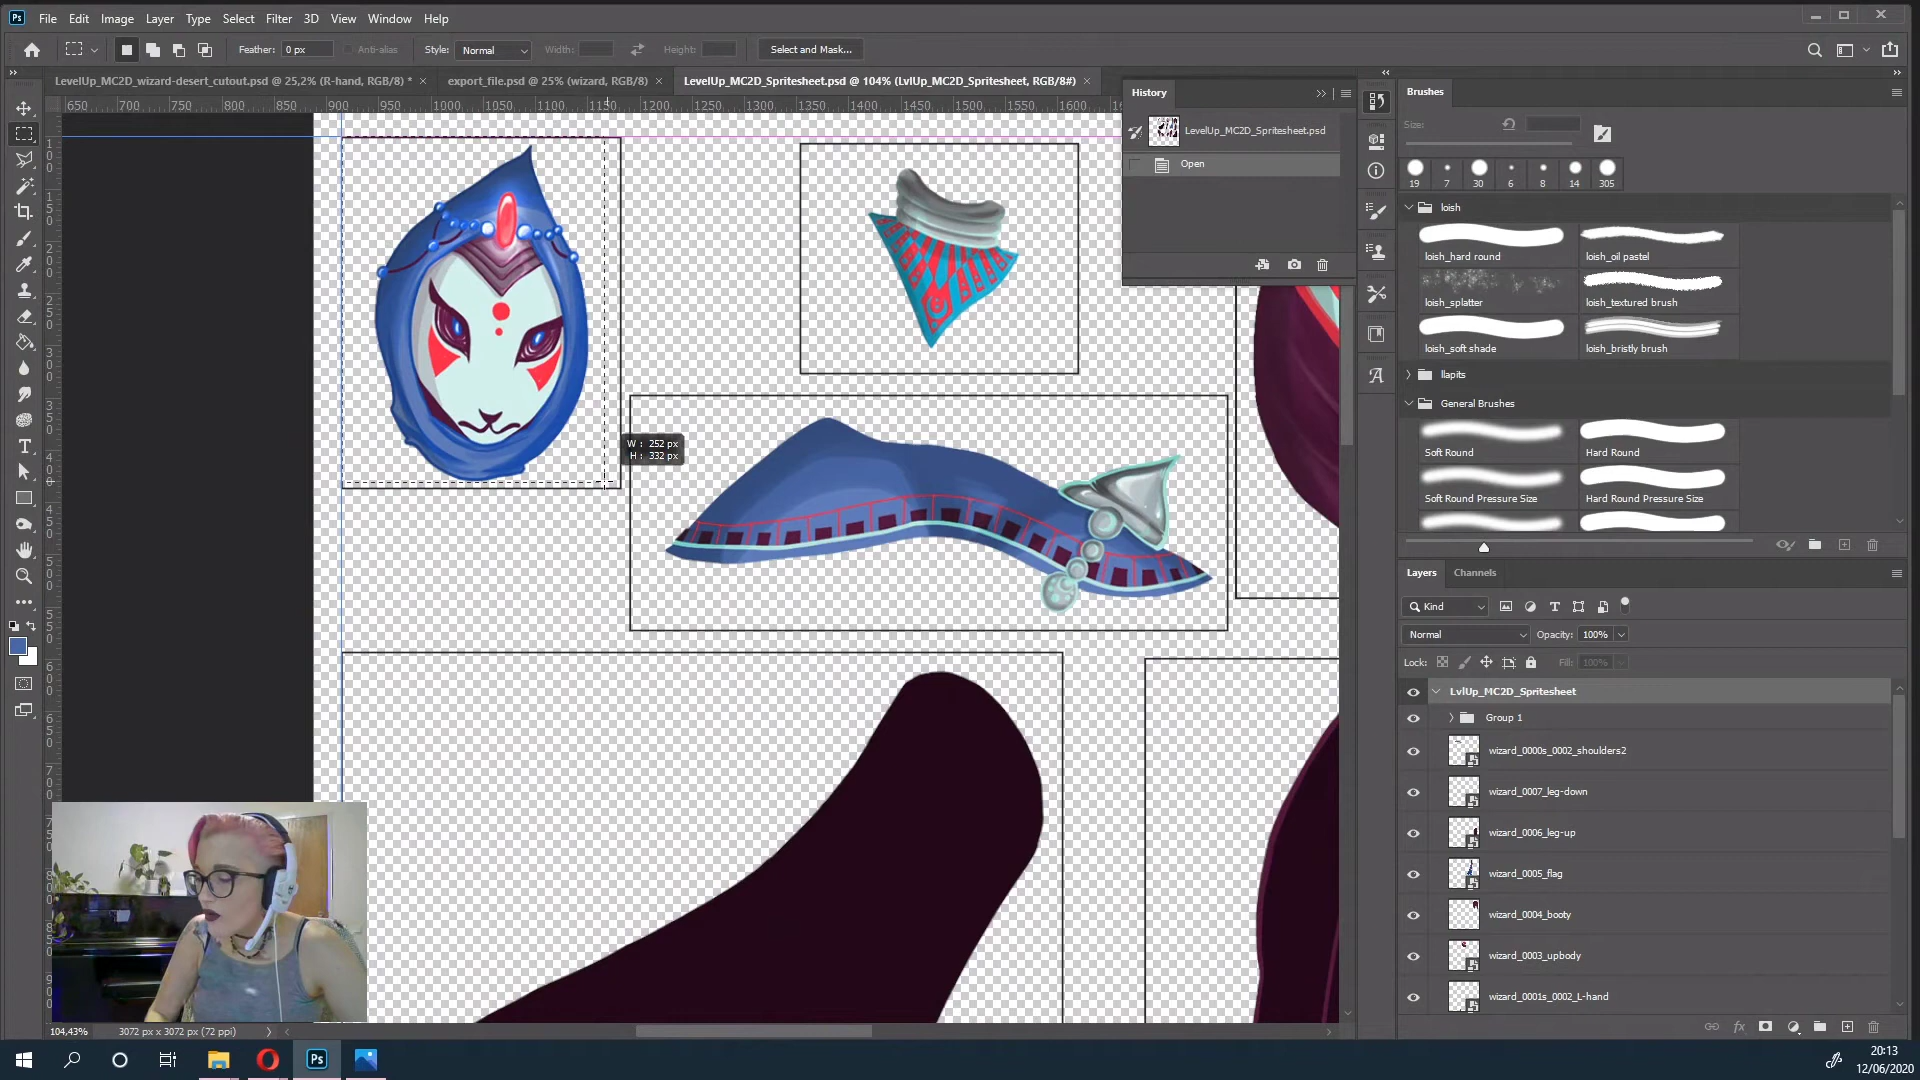 Ps File Edit Image Layer Type Select Filter 3D View Window Help
Feather: 0 px Anti-alias Style: Normal Width: Height: Select and Mask...
LevelUp_MC2D_wizard-desert_cutout.psd @ 25,2% (R-hand, RGB/8) * × export_file.psd @ 25% (wizard, RGB/8) × LevelUp_MC2D_Spritesheet.psd @ 104% (LvlUp_MC2D_Spritesheet, RGB/8#) ×
650 700 750 800 850 900 950 1000 1050 1100 1150 1200 1250 1300 1350 1400 1450 1500 1550 1600
History
LevelUp_MC2D_Spritesheet.psd
Open
W : 252 px
H : 332 px
Brushes
Size:
19 7 30 6 8 14 305
loish
loish_hard round loish_oil pastel
loish_splatter loish_textured brush
loish_soft shade loish_bristly brush
llapits
General Brushes
Soft Round Hard Round
Soft Round Pressure Size Hard Round Pressure Size
Layers Channels
Kind
Normal Opacity: 100%
Lock: Fill: 100%
LvlUp_MC2D_Spritesheet
Group 1
wizard_0000s_0002_shoulders2
wizard_0007_leg-down
wizard_0006_leg-up
wizard_0005_flag
wizard_0004_booty
wizard_0003_upbody
wizard_0001s_0002_L-hand
104,43% 3072 px x 3072 px (72 ppi)
Ps
20:13
12/06/2020